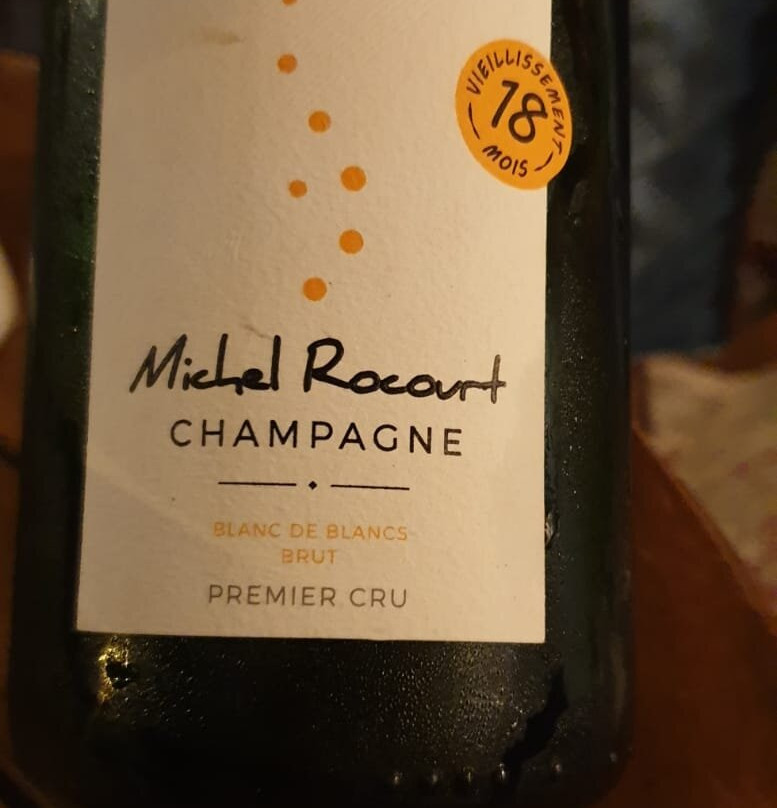 VIEILLISSEMENT
18
MOIS
Michel Rocourt
CHAMPAGNE
BLANC DE BLANCS
BRUT
PREMIER CRU